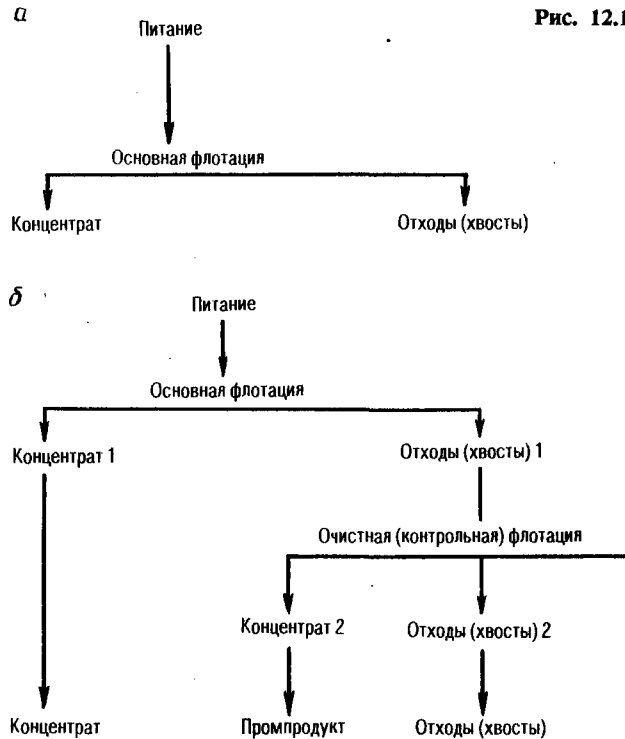 а
Рис. 12.1
Питание
Основная флотация
Концентрат Отходы (хвосты)
б
Питание
Основная флотация
Концентрат 1 Отходы (хвосты) 1
Очистная (контрольная) флотация
Концентрат 2 Отходы (хвосты) 2
Концентрат Промпродукт Отходы (хвосты)